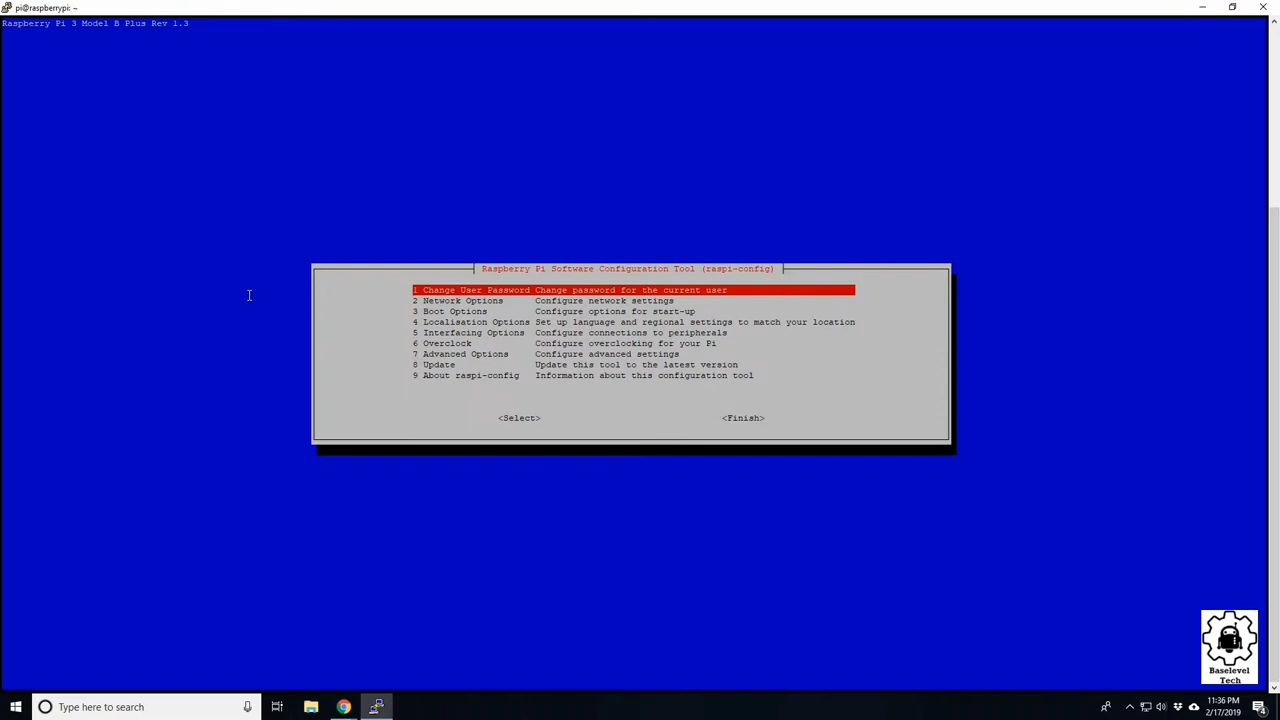 pi@raspberrypi: ~
Raspberry Pi 3 Model B Plus Rev 1.3
Raspberry Pi Software Configuration Tool (raspi-config)
1 Change User Password Change password for the current user
2 Network Options Configure network settings
3 Boot Options Configure options for start-up
4 Localisation Options Set up language and regional settings to match your location
5 Interfacing Options Configure connections to peripherals
6 Overclock Configure overclocking for your Pi
7 Advanced Options Configure advanced settings
8 Update Update this tool to the latest version
9 About raspi-config Information about this configuration tool
<Select> <Finish>
Baselevel
Tech
Type here to search
11:36 PM
2/17/2019
4